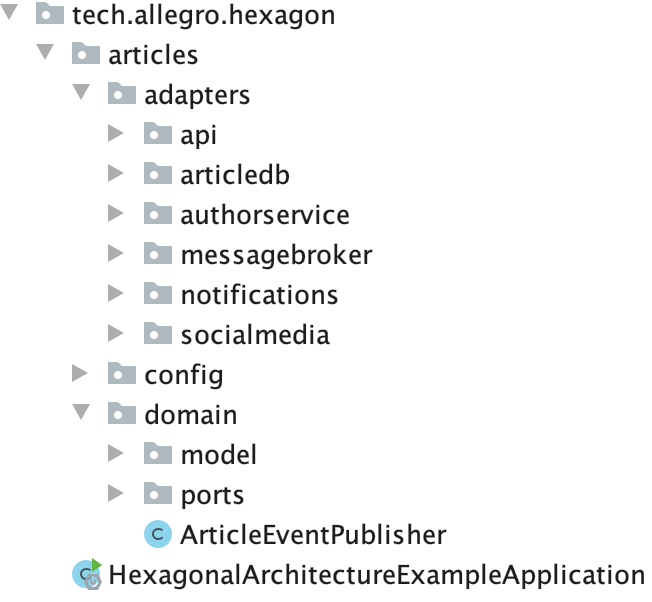 tech.allegro.hexagon
articles
adapters
api
articledb
authorservice
messagebroker
notifications
socialmedia
config
domain
model
ports
C ArticleEventPublisher
C HexagonalArchitectureExampleApplication